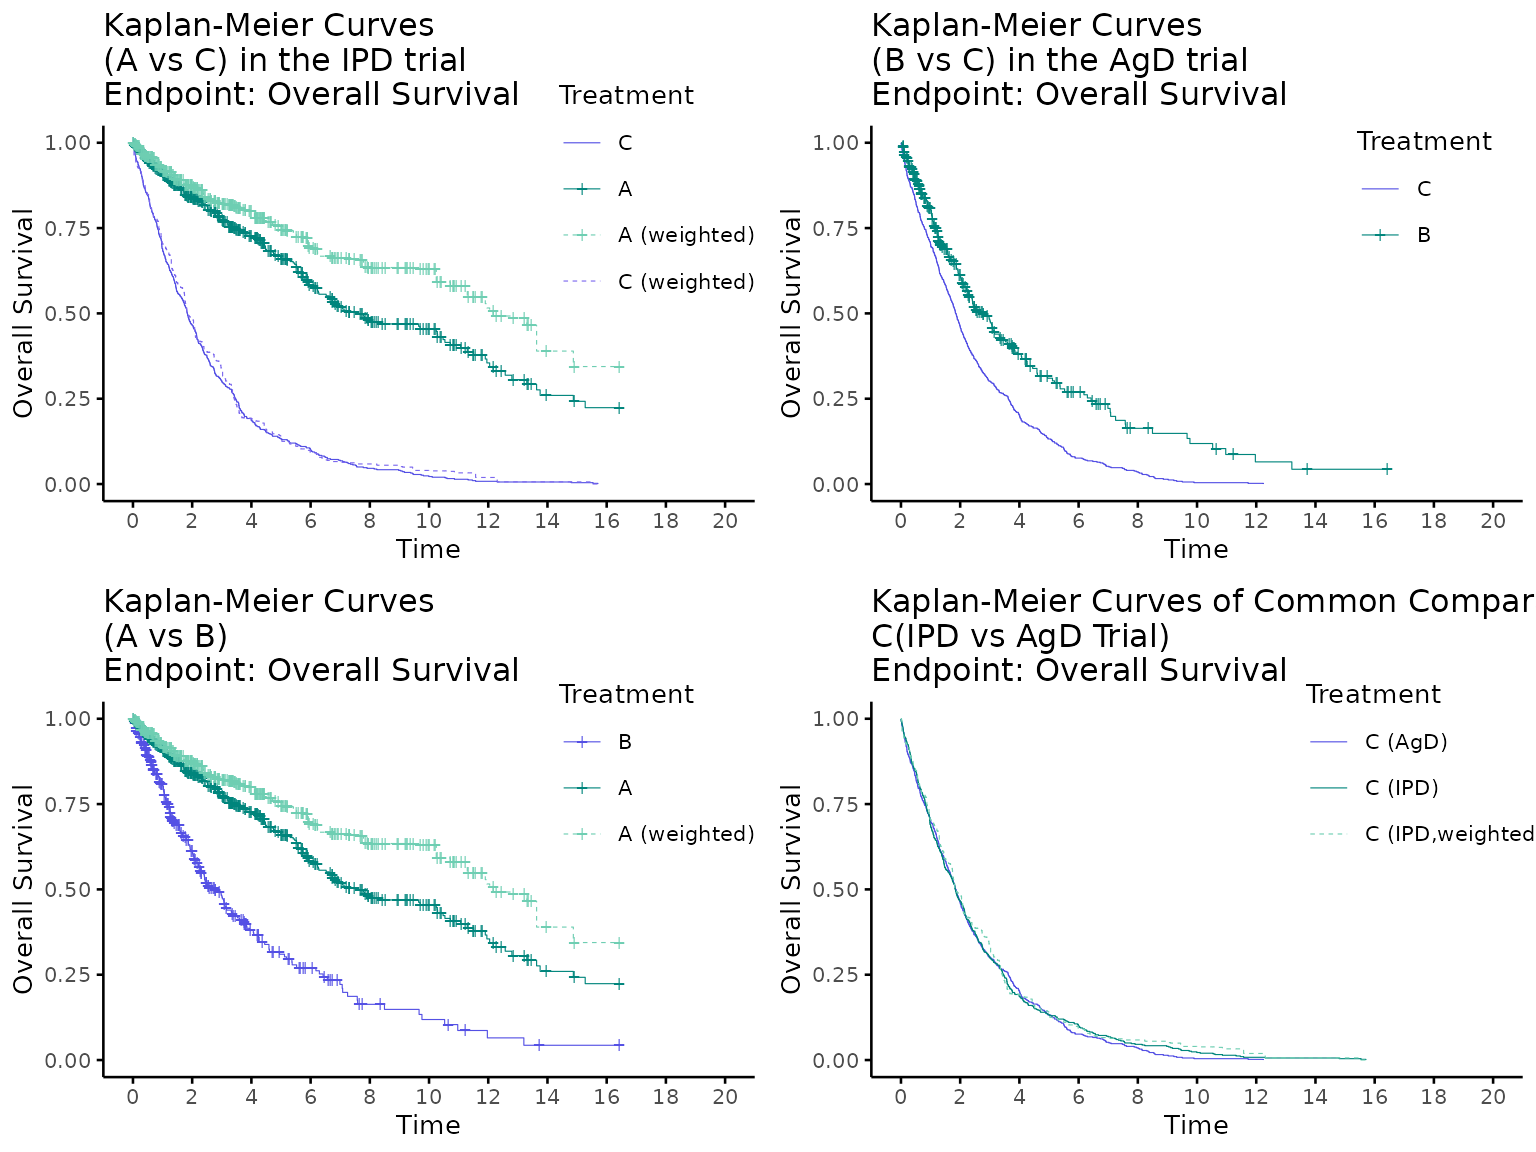 Kaplan-Meier Curves
(A vs C) in the IPD trial
Endpoint: Overall Survival
Treatment
C
A
A (weighted)
C (weighted)
1.00
0.75
0.50
0.25
0.00
Overall Survival
0 2 4 6 8 10 12 14 16 18 20
Time
Kaplan-Meier Curves
(B vs C) in the AgD trial
Endpoint: Overall Survival
Treatment
C
B
1.00
0.75
0.50
0.25
0.00
Overall Survival
0 2 4 6 8 10 12 14 16 18 20
Time
Kaplan-Meier Curves
(A vs B)
Endpoint: Overall Survival
Treatment
B
A
A (weighted)
1.00
0.75
0.50
0.25
0.00
Overall Survival
0 2 4 6 8 10 12 14 16 18 20
Time
Kaplan-Meier Curves of Common Compar
C(IPD vs AgD Trial)
Endpoint: Overall Survival
Treatment
C (AgD)
C (IPD)
C (IPD,weighted
1.00
0.75
0.50
0.25
0.00
Overall Survival
0 2 4 6 8 10 12 14 16 18 20
Time